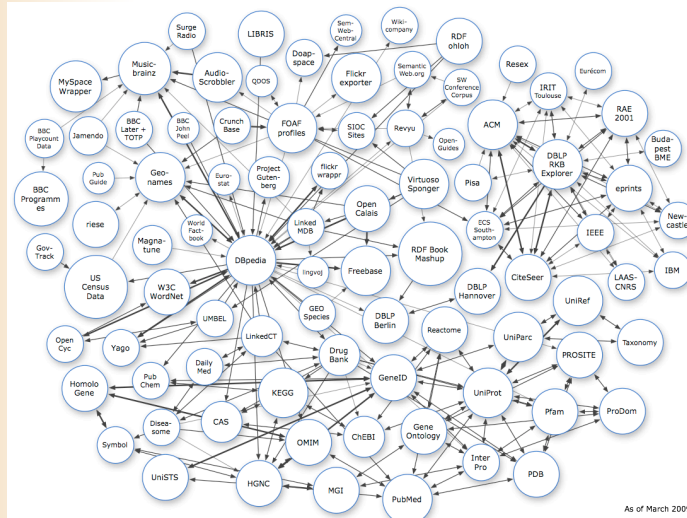 Surge
Radio
LIBRIS
Sem-
Web-
Central
Wiki-
company
RDF
ohloh
Doap-
space
Music-
brainz
Audio-
Scrobbler
QDOS
Flickr
exporter
Semantic
Web.org
SW
Conference
Corpus
Resex
Eurécom
MySpace
Wrapper
IRIT
Toulouse
RAE
2001
BBC
Playcount
Data
Jamendo
BBC
Later +
TOTP
BBC
John
Peel
Crunch
Base
FOAF
profiles
SIOC
Sites
Revyu
Open-
Guides
ACM
Buda-
pest
BME
DBLP
RKB
Explorer
Pub
Guide
Geo-
names
Euro-
stat
Project
Guten-
berg
flickr
wrappr
Virtuoso
Sponger
Pisa
eprints
BBC
Programm
es
Open
Calais
riese
World
Fact-
book
Linked
MDB
ECS
South-
ampton
IEEE
New-
castle
Gov-
Track
Magna-
tune
DBpedia
RDF Book
Mashup
US
Census
Data
W3C
WordNet
lingvoj
Freebase
CiteSeer
LAAS-
CNRS
IBM
DBLP
Hannover
UniRef
GEO
Species
UMBEL
DBLP
Berlin
Reactome
Open
Cyc
Yago
LinkedCT
UniParc
Taxonomy
Drug
Bank
PROSITE
Daily
Med
Pub
Chem
Homolo
Gene
KEGG
GeneID
UniProt
Pfam
ProDom
Disea-
some
CAS
ChEBI
Gene
Ontology
Symbol
OMIM
Inter
Pro
UniSTS
HGNC
MGI
PubMed
PDB